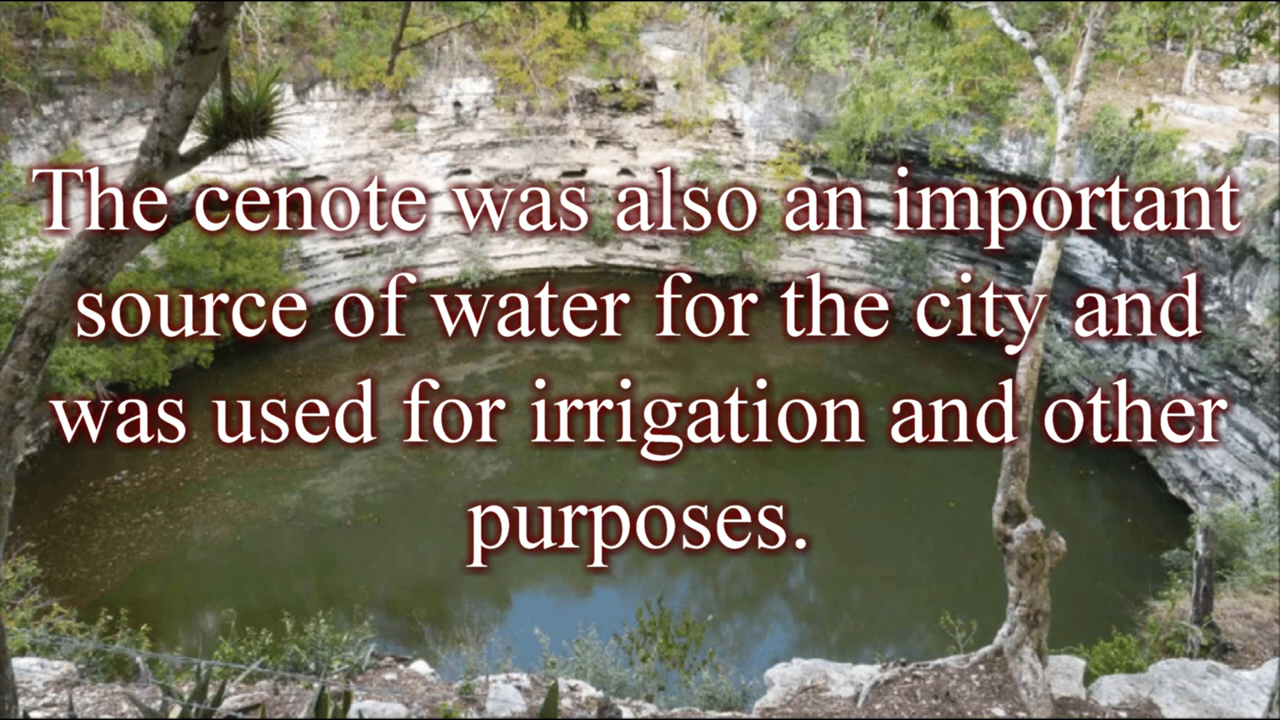 The cenote was also an important
source of water for the city and
was used for irrigation and other
purposes.